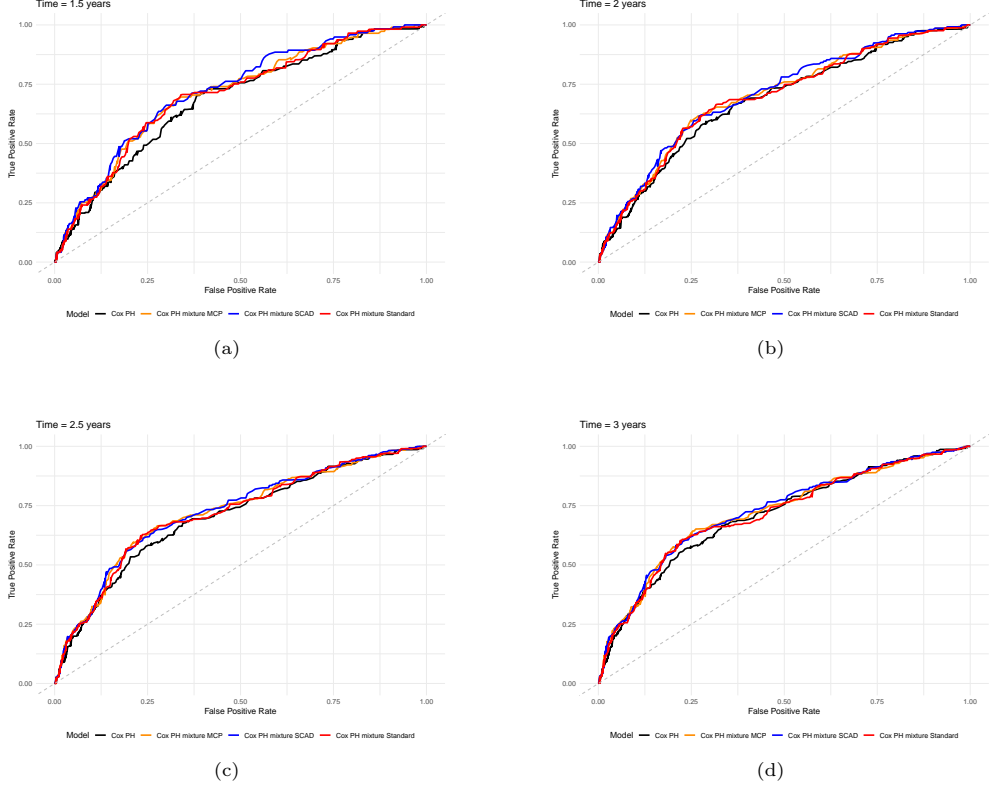 Time = 1.5 years
1.00
0.75
0.50
0.25
0.00
True Positive Rate
0.00 0.25 0.50 0.75 1.00
False Positive Rate
Model Cox PH Cox PH mixture MCP Cox PH mixture SCAD Cox PH mixture Standard
(a)
Time = 2 years
1.00
0.75
0.50
0.25
0.00
True Positive Rate
0.00 0.25 0.50 0.75 1.00
False Positive Rate
Model Cox PH Cox PH mixture MCP Cox PH mixture SCAD Cox PH mixture Standard
(b)
Time = 2.5 years
1.00
0.75
0.50
0.25
0.00
True Positive Rate
0.00 0.25 0.50 0.75 1.00
False Positive Rate
Model Cox PH Cox PH mixture MCP Cox PH mixture SCAD Cox PH mixture Standard
(c)
Time = 3 years
1.00
0.75
0.50
0.25
0.00
True Positive Rate
0.00 0.25 0.50 0.75 1.00
False Positive Rate
Model Cox PH Cox PH mixture MCP Cox PH mixture SCAD Cox PH mixture Standard
(d)